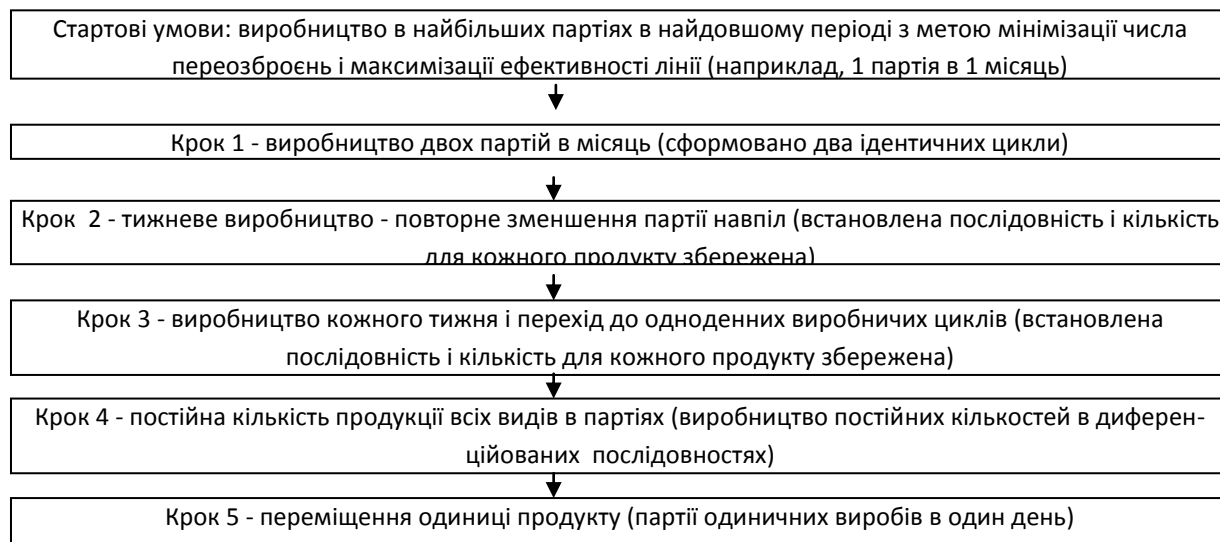 Стартові умови: виробництво в найбільших партіях в найдовшому періоді з метою мінімізації числа
переозброєнь і максимізації ефективності лінії (наприклад, 1 партія в 1 місяць)
Крок 1 - виробництво двох партій в місяць (сформовано два ідентичних цикли)
Крок  2 - тижневе виробництво - повторне зменшення партії навпіл (встановлена послідовність і кількість
для кожного продукту збережена)
Крок 3 - виробництво кожного тижня і перехід до одноденних виробничих циклів (встановлена
послідовність і кількість для кожного продукту збережена)
Крок 4 - постійна кількість продукції всіх видів в партіях (виробництво постійних кількостей в диферен-
ційованих  послідовностях)
Крок 5 - переміщення одиниці продукту (партії одиничних виробів в один день)